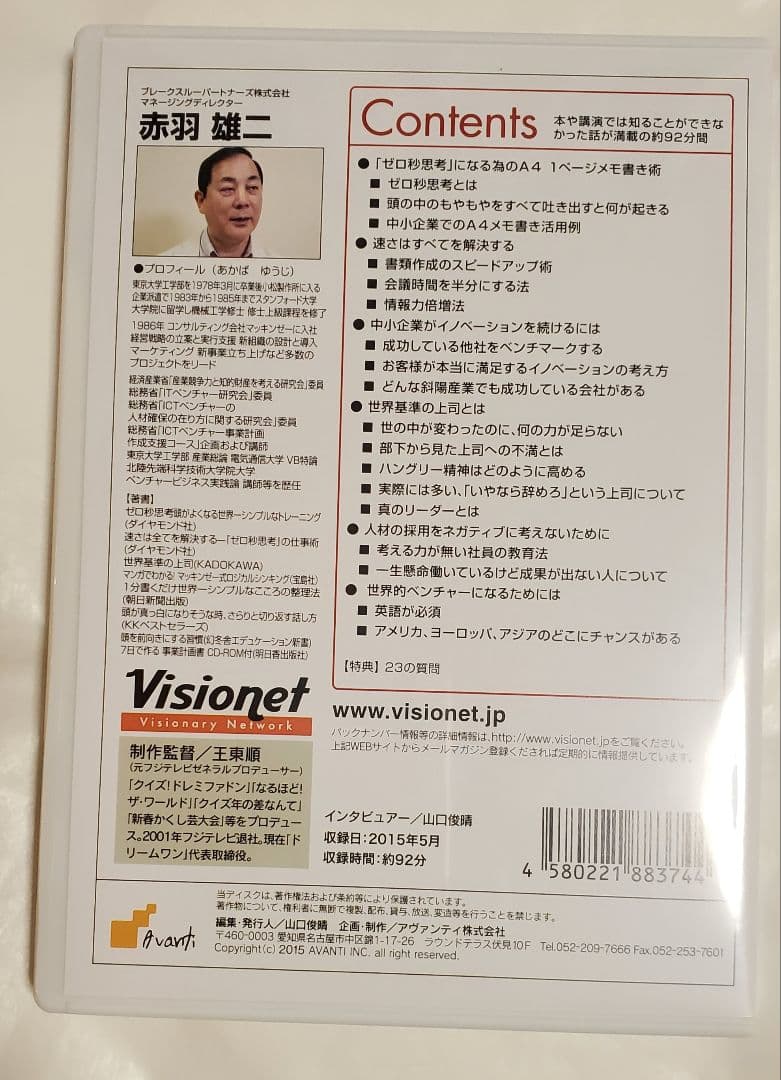 ブレークスルーパートナーズ株式会社
マネージングディレクター
赤羽 雄二
●プロフィール（あかば ゆうじ）
東京大学工学部を1978年3月に卒業後小松製作所に入る
企業派遣で1983年から1985年までスタンフォード大学
大学院に留学し機械工学修士 修士上級課程を修了
1986年 コンサルティング会社マッキンゼーに入社
経営戦略の立案と実行支援 新組織の設計と導入
マーケティング 新事業立ち上げなど多数の
プロジェクトをリード
経済産業省「産業競争力と知的財産を考える研究会」委員
総務省「ITベンチャー研究会」委員
総務省「ICTベンチャーの
人材確保の在り方に関する研究会」委員
総務省「ICTベンチャー事業計画
作成支援コース」企画および講師
東京大学工学部 産業総論 電気通信大学 VB特論
北陸先端科学技術大学院大学
ベンチャービジネス実践論 講師等を歴任
【著書】
ゼロ秒思考頭がよくなる世界一シンプルなトレーニング
(ダイヤモンド社)
速さは全てを解決する―「ゼロ秒思考」の仕事術
(ダイヤモンド社)
世界基準の上司(KADOKAWA)
マンガでわかる! マッキンゼー式ロジカルシンキング(宝島社)
1分書くだけ世界一シンプルなこころの整理法
(朝日新聞出版)
頭が真っ白になりそうな時、さらりと切り返す話し方
(KKベストセラーズ)
頭を前向きにする習慣(幻冬舎エデュケーション新書)
7日で作る 事業計画書 CD-ROM付(明日香出版社)
Visionet
Visionary Network
制作監督／王東順
(元フジテレビゼネラルプロデューサー)
「クイズ!ドレミファドン」「なるほど!
ザ・ワールド」「クイズ年の差なんて」
「新春かくし芸大会」等をプロデュー
ス。2001年フジテレビ退社。現在「ド
リームワン」代表取締役。
Contents
本や講演では知ることができな
かった話が満載の約92分間
●「ゼロ秒思考」になる為のA4 1ページメモ書き術
■ ゼロ秒思考とは
■ 頭の中のもやもやをすべて吐き出すと何が起きる
■ 中小企業でのA4メモ書き活用例
● 速さはすべてを解決する
■ 書類作成のスピードアップ術
■ 会議時間を半分にする法
■ 情報力倍増法
● 中小企業がイノベーションを続けるには
■ 成功している他社をベンチマークする
■ お客様が本当に満足するイノベーションの考え方
■ どんな斜陽産業でも成功している会社がある
● 世界基準の上司とは
■ 世の中が変わったのに、何の力が足らない
■ 部下から見た上司への不満とは
■ ハングリー精神はどのように高める
■ 実際には多い、「いやなら辞めろ」という上司について
■ 真のリーダーとは
● 人材の採用をネガティブに考えないために
■ 考える力が無い社員の教育法
■ 一生懸命働いているけど成果が出ない人について
● 世界的ベンチャーになるためには
■ 英語が必須
■ アメリカ、ヨーロッパ、アジアのどこにチャンスがある
【特典】23の質問
www.visionet.jp
バックナンバー情報等の詳細情報は、http://www.visionet.jpをご覧ください。
上記WEBサイトからメールマガジン登録くだされば定期的に情報提供しています。
インタビュアー／山口俊晴
収録日：2015年5月
収録時間：約92分
4 580221 883744
当ディスクは、著作権法および条約等により保護されています。
著作物について、権利者に無断で複製、配布、貸与、放送、変造等を行うことを禁じます。
Avanti
編集・発行人／山口俊晴 企画・制作／アヴァンティ株式会社
〒460-0003 愛知県名古屋市中区錦1-17-26 ラウンドテラス伏見10F Tel.052-209-7666 Fax.052-253-7601
Copyright(c) 2015 AVANTI INC. all right reserved.